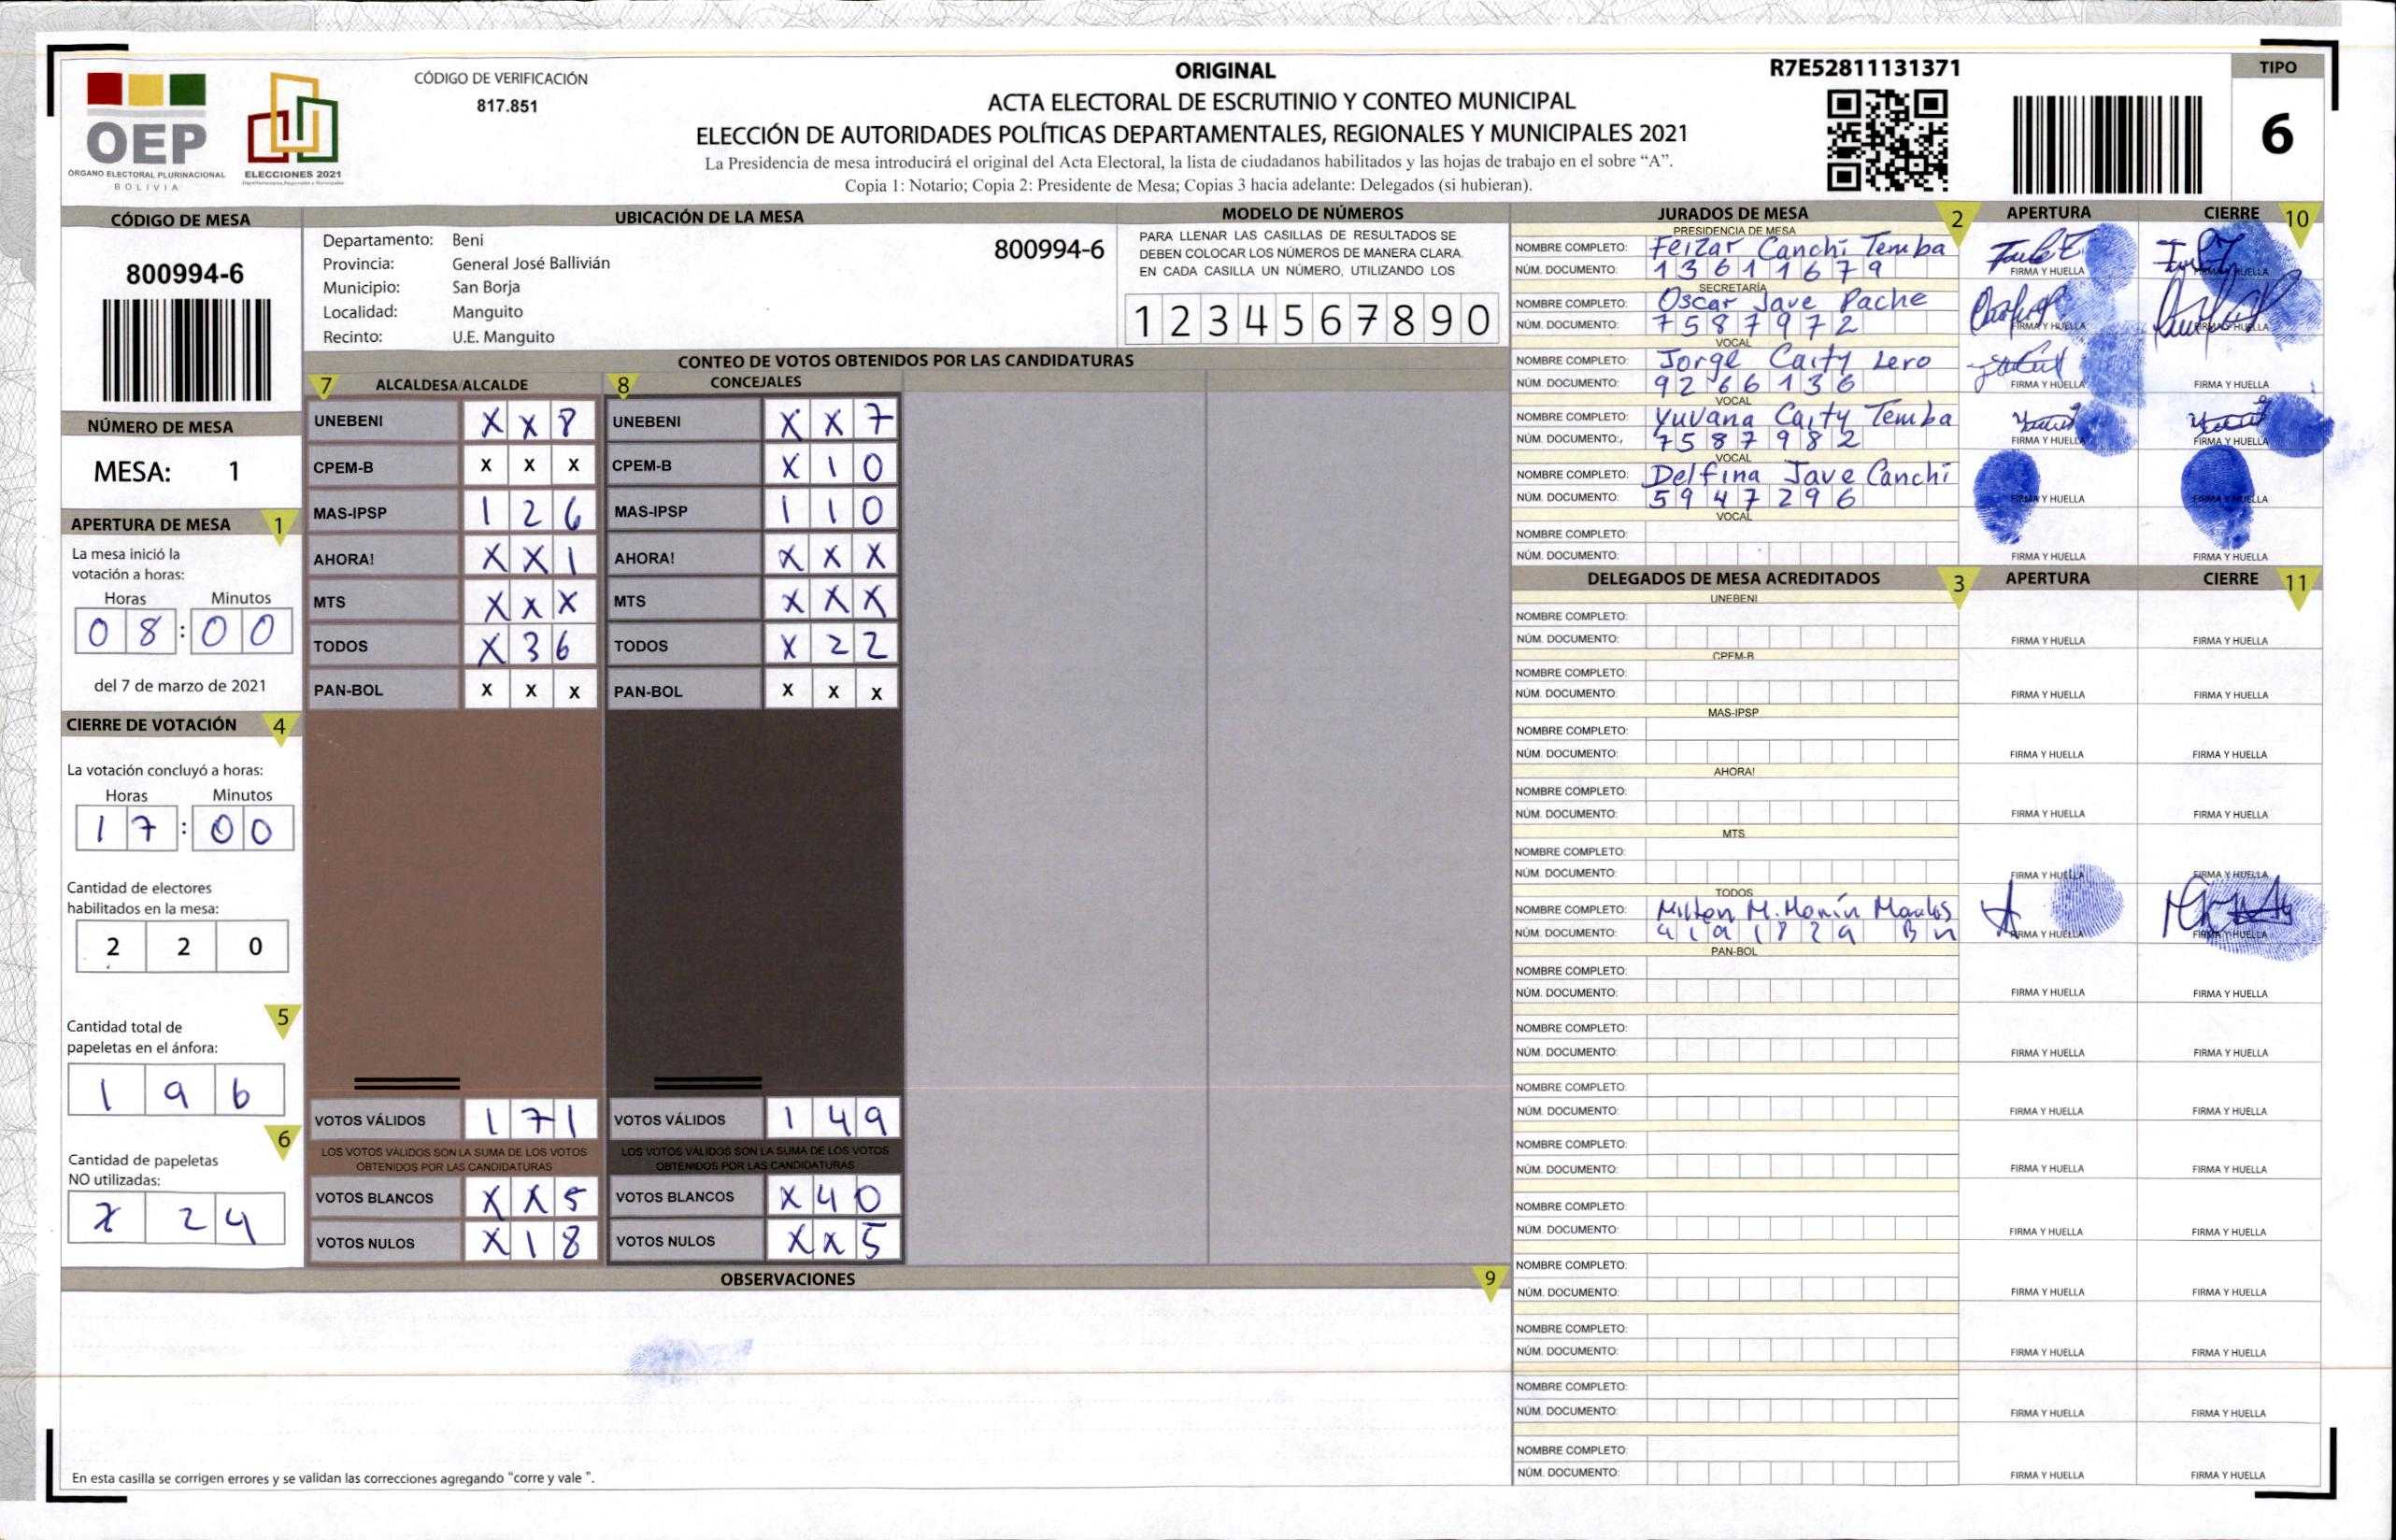 OEP
ÓRGANO ELECTORAL PLURINACIONAL
BOLIVIA
ELECCIONES 2021
CÓDIGO DE VERIFICACIÓN
817.851
ORIGINAL
ACTA ELECTORAL DE ESCRUTINIO Y CONTEO MUNICIPAL
ELECCIÓN DE AUTORIDADES POLÍTICAS DEPARTAMENTALES, REGIONALES Y MUNICIPALES 2021
La Presidencia de mesa introducirá el original del Acta Electoral, la lista de ciudadanos habilitados y las hojas de trabajo en el sobre “A”.
Copia 1: Notario; Copia 2: Presidente de Mesa; Copias 3 hacia adelante: Delegados (si hubieran).
R7E52811131371
TIPO
6
CÓDIGO DE MESA
800994-6
NÚMERO DE MESA
MESA: 1
APERTURA DE MESA 1
La mesa inició la
votación a horas:
Horas Minutos
08:00
del 7 de marzo de 2021
CIERRE DE VOTACIÓN 4
La votación concluyó a horas:
Horas Minutos
17:00
Cantidad de electores
habilitados en la mesa:
2 2 0
5
Cantidad total de
papeletas en el ánfora:
1 9 6
6
Cantidad de papeletas
NO utilizadas:
X 2 4
UBICACIÓN DE LA MESA
Departamento: Beni
800994-6
Provincia: General José Ballivián
Municipio: San Borja
Localidad: Manguito
Recinto: U.E. Manguito
MODELO DE NÚMEROS
PARA LLENAR LAS CASILLAS DE RESULTADOS SE
DEBEN COLOCAR LOS NÚMEROS DE MANERA CLARA.
EN CADA CASILLA UN NÚMERO, UTILIZANDO LOS
1 2 3 4 5 6 7 8 9 0
CONTEO DE VOTOS OBTENIDOS POR LAS CANDIDATURAS
7 ALCALDESA/ALCALDE
UNEBENI X X 8
CPEM-B X X X
MAS-IPSP 1 2 6
AHORA! X X 1
MTS X X X
TODOS X 3 6
PAN-BOL X X X
VOTOS VÁLIDOS 1 7 1
LOS VOTOS VÁLIDOS SON LA SUMA DE LOS VOTOS
OBTENIDOS POR LAS CANDIDATURAS
VOTOS BLANCOS X X 5
VOTOS NULOS X 1 8
8 CONCEJALES
UNEBENI X X 7
CPEM-B X 1 0
MAS-IPSP 1 1 0
AHORA! X X X
MTS X X X
TODOS X 2 2
PAN-BOL X X X
VOTOS VÁLIDOS 1 4 9
LOS VOTOS VÁLIDOS SON LA SUMA DE LOS VOTOS
OBTENIDOS POR LAS CANDIDATURAS
VOTOS BLANCOS X 4 0
VOTOS NULOS X X 5
OBSERVACIONES 9
En esta casilla se corrigen errores y se validan las correcciones agregando “corre y vale ”.
JURADOS DE MESA 2 APERTURA CIERRE 10
PRESIDENCIA DE MESA
NOMBRE COMPLETO: Feizar Canchi Temba
NÚM. DOCUMENTO: 13611679 FIRMA Y HUELLA FIRMA Y HUELLA
SECRETARÍA
NOMBRE COMPLETO: Oscar Jave Pache
NÚM. DOCUMENTO: 7587972 FIRMA Y HUELLA FIRMA Y HUELLA
VOCAL
NOMBRE COMPLETO: Jorge Caity Lero
NÚM. DOCUMENTO: 9266136 FIRMA Y HUELLA FIRMA Y HUELLA
VOCAL
NOMBRE COMPLETO: Yuvana Caity Temba
NÚM. DOCUMENTO: 7587982 FIRMA Y HUELLA FIRMA Y HUELLA
VOCAL
NOMBRE COMPLETO: Delfina Jave Canchi
NÚM. DOCUMENTO: 5947296 FIRMA Y HUELLA FIRMA Y HUELLA
VOCAL
NOMBRE COMPLETO:
NÚM. DOCUMENTO: FIRMA Y HUELLA FIRMA Y HUELLA
DELEGADOS DE MESA ACREDITADOS 3 APERTURA CIERRE 11
UNEBENI
NOMBRE COMPLETO:
NÚM. DOCUMENTO: FIRMA Y HUELLA FIRMA Y HUELLA
CPEM-B
NOMBRE COMPLETO:
NÚM. DOCUMENTO: FIRMA Y HUELLA FIRMA Y HUELLA
MAS-IPSP
NOMBRE COMPLETO:
NÚM. DOCUMENTO: FIRMA Y HUELLA FIRMA Y HUELLA
AHORA!
NOMBRE COMPLETO:
NÚM. DOCUMENTO: FIRMA Y HUELLA FIRMA Y HUELLA
MTS
NOMBRE COMPLETO:
NÚM. DOCUMENTO: FIRMA Y HUELLA FIRMA Y HUELLA
TODOS
NOMBRE COMPLETO: Milton M.
NÚM. DOCUMENTO: FIRMA Y HUELLA FIRMA Y HUELLA
PAN-BOL
NOMBRE COMPLETO:
NÚM. DOCUMENTO: FIRMA Y HUELLA FIRMA Y HUELLA
NOMBRE COMPLETO:
NÚM. DOCUMENTO: FIRMA Y HUELLA FIRMA Y HUELLA
NOMBRE COMPLETO:
NÚM. DOCUMENTO: FIRMA Y HUELLA FIRMA Y HUELLA
NOMBRE COMPLETO:
NÚM. DOCUMENTO: FIRMA Y HUELLA FIRMA Y HUELLA
NOMBRE COMPLETO:
NÚM. DOCUMENTO: FIRMA Y HUELLA FIRMA Y HUELLA
NOMBRE COMPLETO:
NÚM. DOCUMENTO: FIRMA Y HUELLA FIRMA Y HUELLA
NOMBRE COMPLETO:
NÚM. DOCUMENTO: FIRMA Y HUELLA FIRMA Y HUELLA
NOMBRE COMPLETO:
NÚM. DOCUMENTO: FIRMA Y HUELLA FIRMA Y HUELLA
NOMBRE COMPLETO:
NÚM. DOCUMENTO: FIRMA Y HUELLA FIRMA Y HUELLA